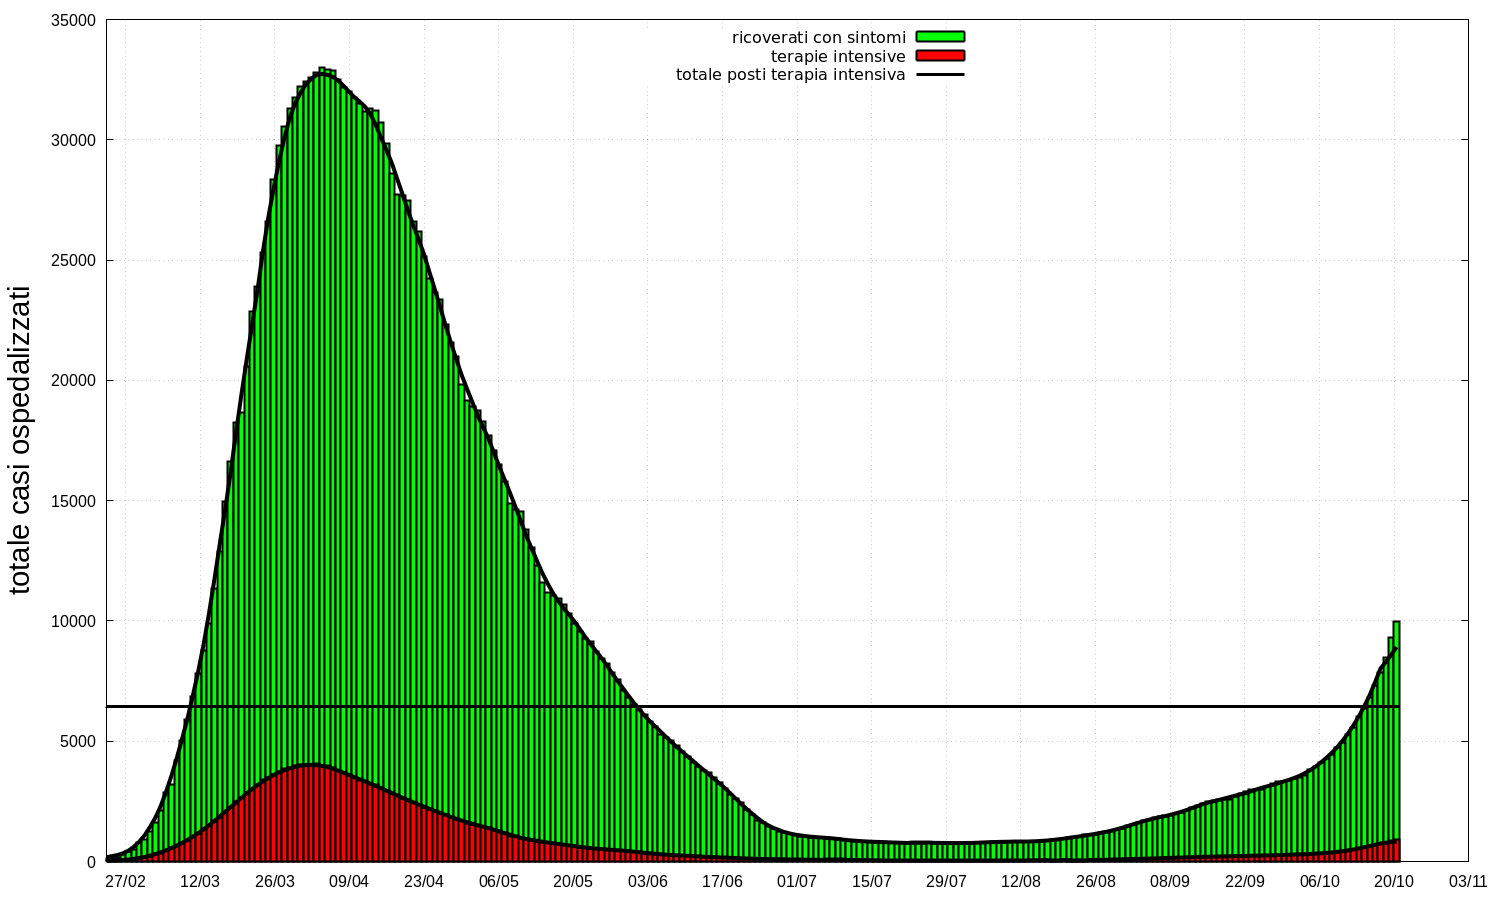 35000
30000
25000
20000
15000
10000
5000
0
totale casi ospedalizzati
ricoverati con sintomi
terapie intensive
totale posti terapia intensiva
27/02 12/03 26/03 09/04 23/04 06/05 20/05 03/06 17/06 01/07 15/07 29/07 12/08 26/08 08/09 22/09 06/10 20/10 03/11